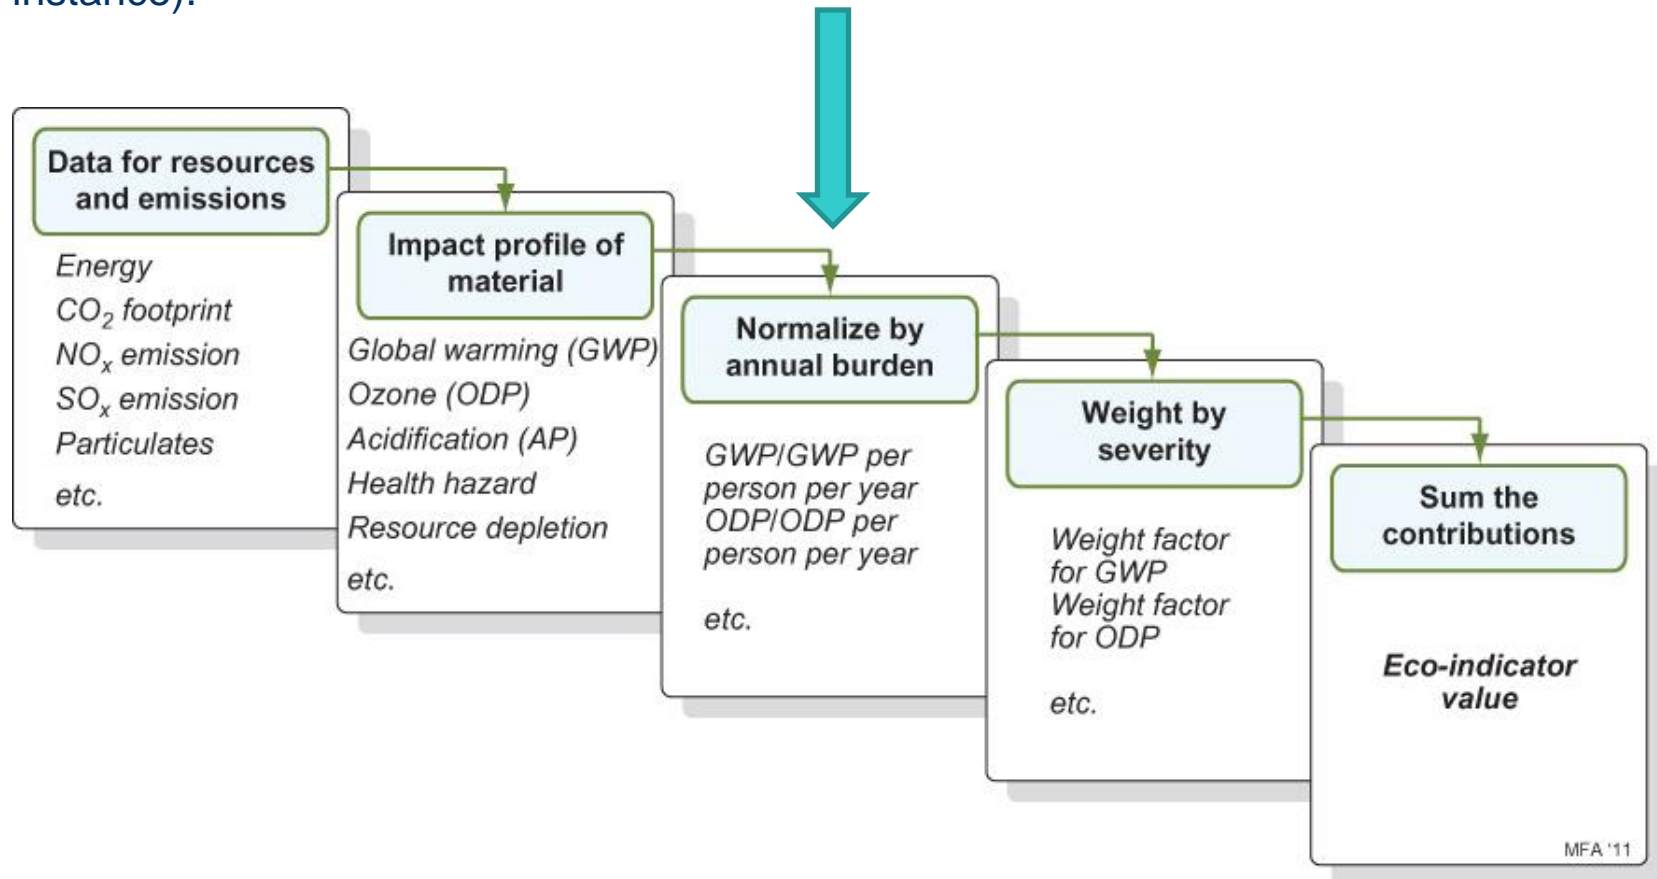 instance).
Data for resources
and emissions
Energy
CO₂ footprint
NOₓ emission
SOₓ emission
Particulates
etc.
Impact profile of
material
Global warming (GWP)
Ozone (ODP)
Acidification (AP)
Health hazard
Resource depletion
etc.
Normalize by
annual burden
GWP/GWP per
person per year
ODP/ODP per
person per year
etc.
Weight by
severity
Weight factor
for GWP
Weight factor
for ODP
etc.
Sum the
contributions
Eco-indicator
value
MFA '11